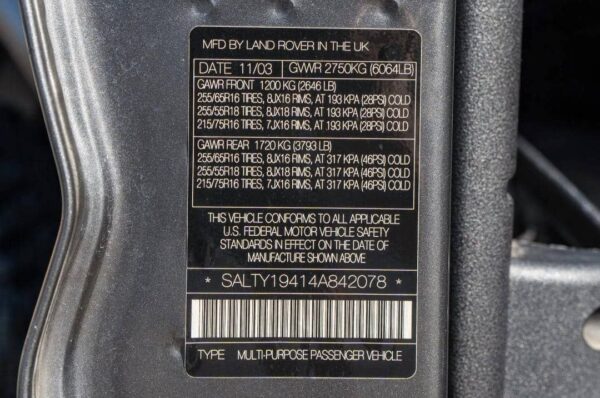 MFD BY LAND ROVER IN THE UK
DATE 11/03 GVWR 2750KG (6064LB)
GAWR FRONT 1200 KG (2646 LB)
255/65R16 TIRES, 8JX16 RIMS, AT 193 KPA (28PSI) COLD
255/55R18 TIRES, 8JX18 RIMS, AT 193 KPA (28PSI) COLD
215/75R16 TIRES, 7JX16 RIMS, AT 193 KPA (28PSI) COLD
GAWR REAR 1720 KG (3793 LB)
255/65R16 TIRES, 8JX16 RIMS, AT 317 KPA (46PSI) COLD
255/55R18 TIRES, 8JX18 RIMS, AT 317 KPA (46PSI) COLD
215/75R16 TIRES, 7JX16 RIMS, AT 317 KPA (46PSI) COLD
THIS VEHICLE CONFORMS TO ALL APPLICABLE
U.S. FEDERAL MOTOR VEHICLE SAFETY
STANDARDS IN EFFECT ON THE DATE OF
MANUFACTURE SHOWN ABOVE
* SALTY19414A842078 *
TYPE MULTI-PURPOSE PASSENGER VEHICLE